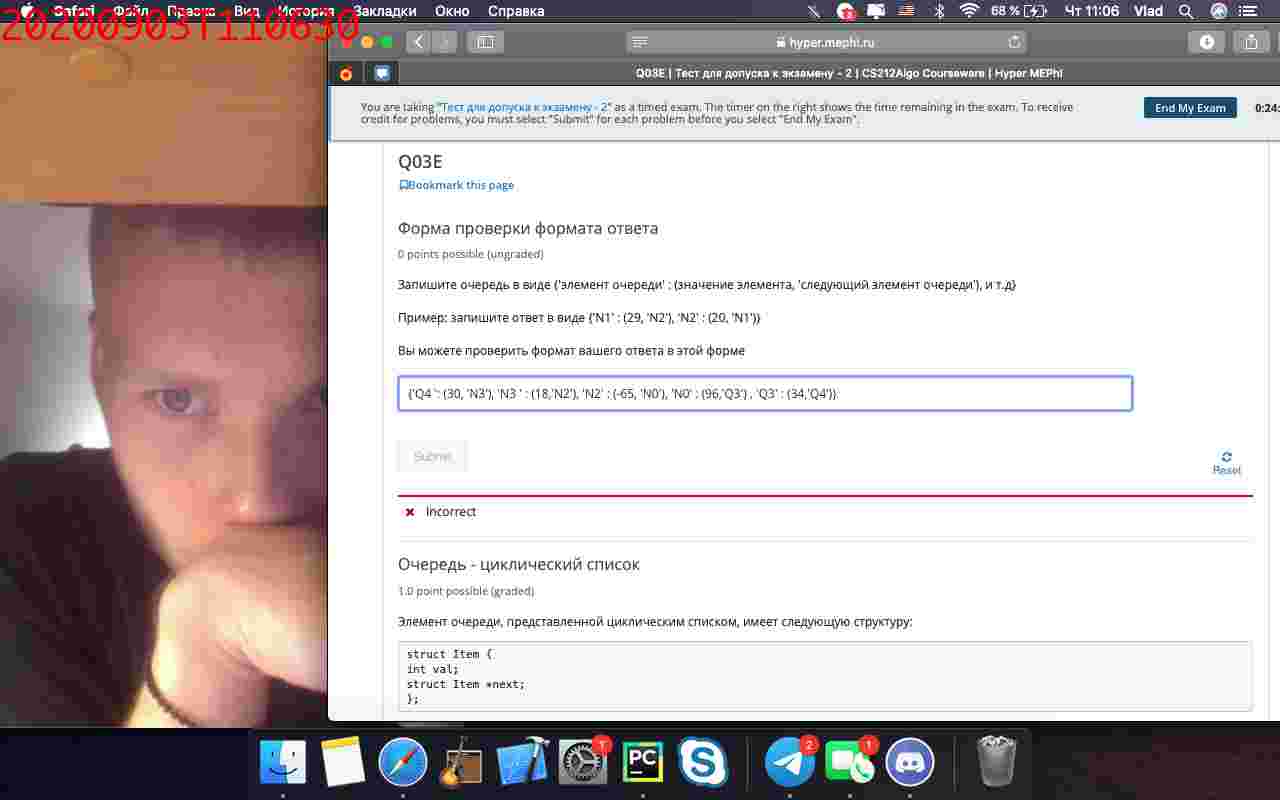 20200903T110630
Safari Файл Правка Вид История Закладки Окно Справка 68 % Чт 11:06 Vlad
hyper.mephi.ru
Q03E | Тест для допуска к экзамену - 2 | CS212Algo Courseware | Hyper MEPhI
You are taking "Тест для допуска к экзамену - 2" as a timed exam. The timer on the right shows the time remaining in the exam. To receive
credit for problems, you must select "Submit" for each problem before you select "End My Exam".
End My Exam
0:24:
Q03E
Bookmark this page
Форма проверки формата ответа
0 points possible (ungraded)
Запишите очередь в виде {'элемент очереди' : (значение элемента, 'следующий элемент очереди'), и т.д}
Пример: запишите ответ в виде {'N1' : (29, 'N2'), 'N2' : (20, 'N1')}
Вы можете проверить формат вашего ответа в этой форме
{'Q4 ': (30, 'N3'), 'N3 ' : (18,'N2'), 'N2' : (-65, 'N0'), 'N0' : (96,'Q3') , 'Q3' : (34,'Q4')}
Submit
Reset
Incorrect
Очередь - циклический список
1.0 point possible (graded)
Элемент очереди, представленной циклическим списком, имеет следующую структуру:
struct Item {
int val;
struct Item *next;
};
1
PC
2
1